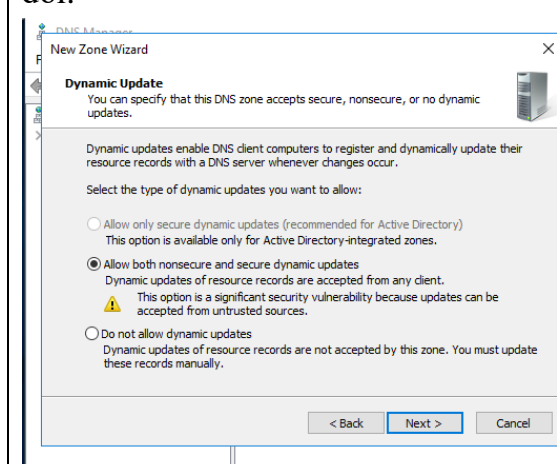 DNS Manager
New Zone Wizard
Dynamic Update
You can specify that this DNS zone accepts secure, nonsecure, or no dynamic
updates.
Dynamic updates enable DNS client computers to register and dynamically update their
resource records with a DNS server whenever changes occur.
Select the type of dynamic updates you want to allow:
Allow only secure dynamic updates (recommended for Active Directory)
This option is available only for Active Directory-integrated zones.
Allow both nonsecure and secure dynamic updates
Dynamic updates of resource records are accepted from any client.
This option is a significant security vulnerability because updates can be
accepted from untrusted sources.
Do not allow dynamic updates
Dynamic updates of resource records are not accepted by this zone. You must update
these records manually.
< Back Next > Cancel